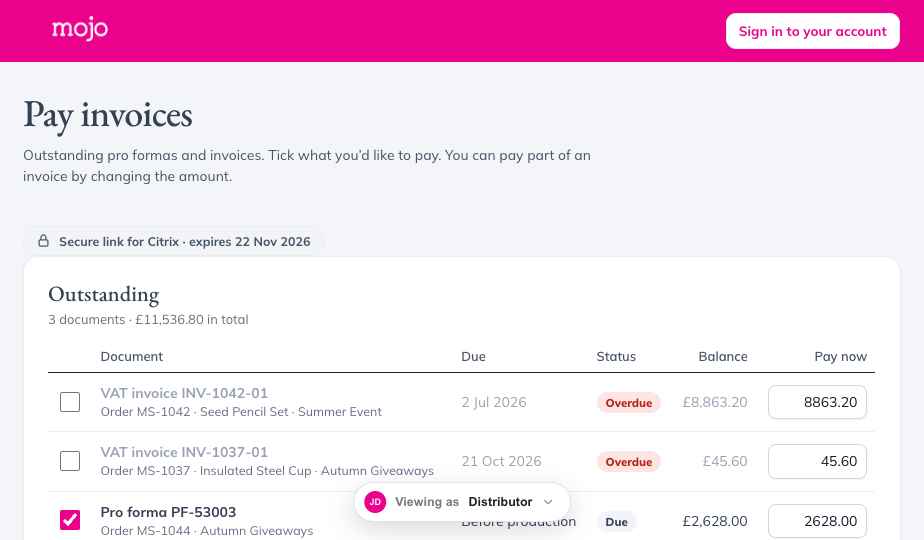 mojo
Sign in to your account
Pay invoices
Outstanding pro formas and invoices. Tick what you'd like to pay. You can pay part of an
invoice by changing the amount.
Secure link for Citrix · expires 22 Nov 2026
Outstanding
3 documents · £11,536.80 in total
Document Due Status Balance Pay now
VAT invoice INV-1042-01
Order MS-1042 · Seed Pencil Set · Summer Event
2 Jul 2026 Overdue £8,863.20 8863.20
VAT invoice INV-1037-01
Order MS-1037 · Insulated Steel Cup · Autumn Giveaways
21 Oct 2026 Overdue £45.60 45.60
Pro forma PF-53003
Order MS-1044 · Autumn Giveaways
Before production Due £2,628.00 2628.00
JD Viewing as Distributor